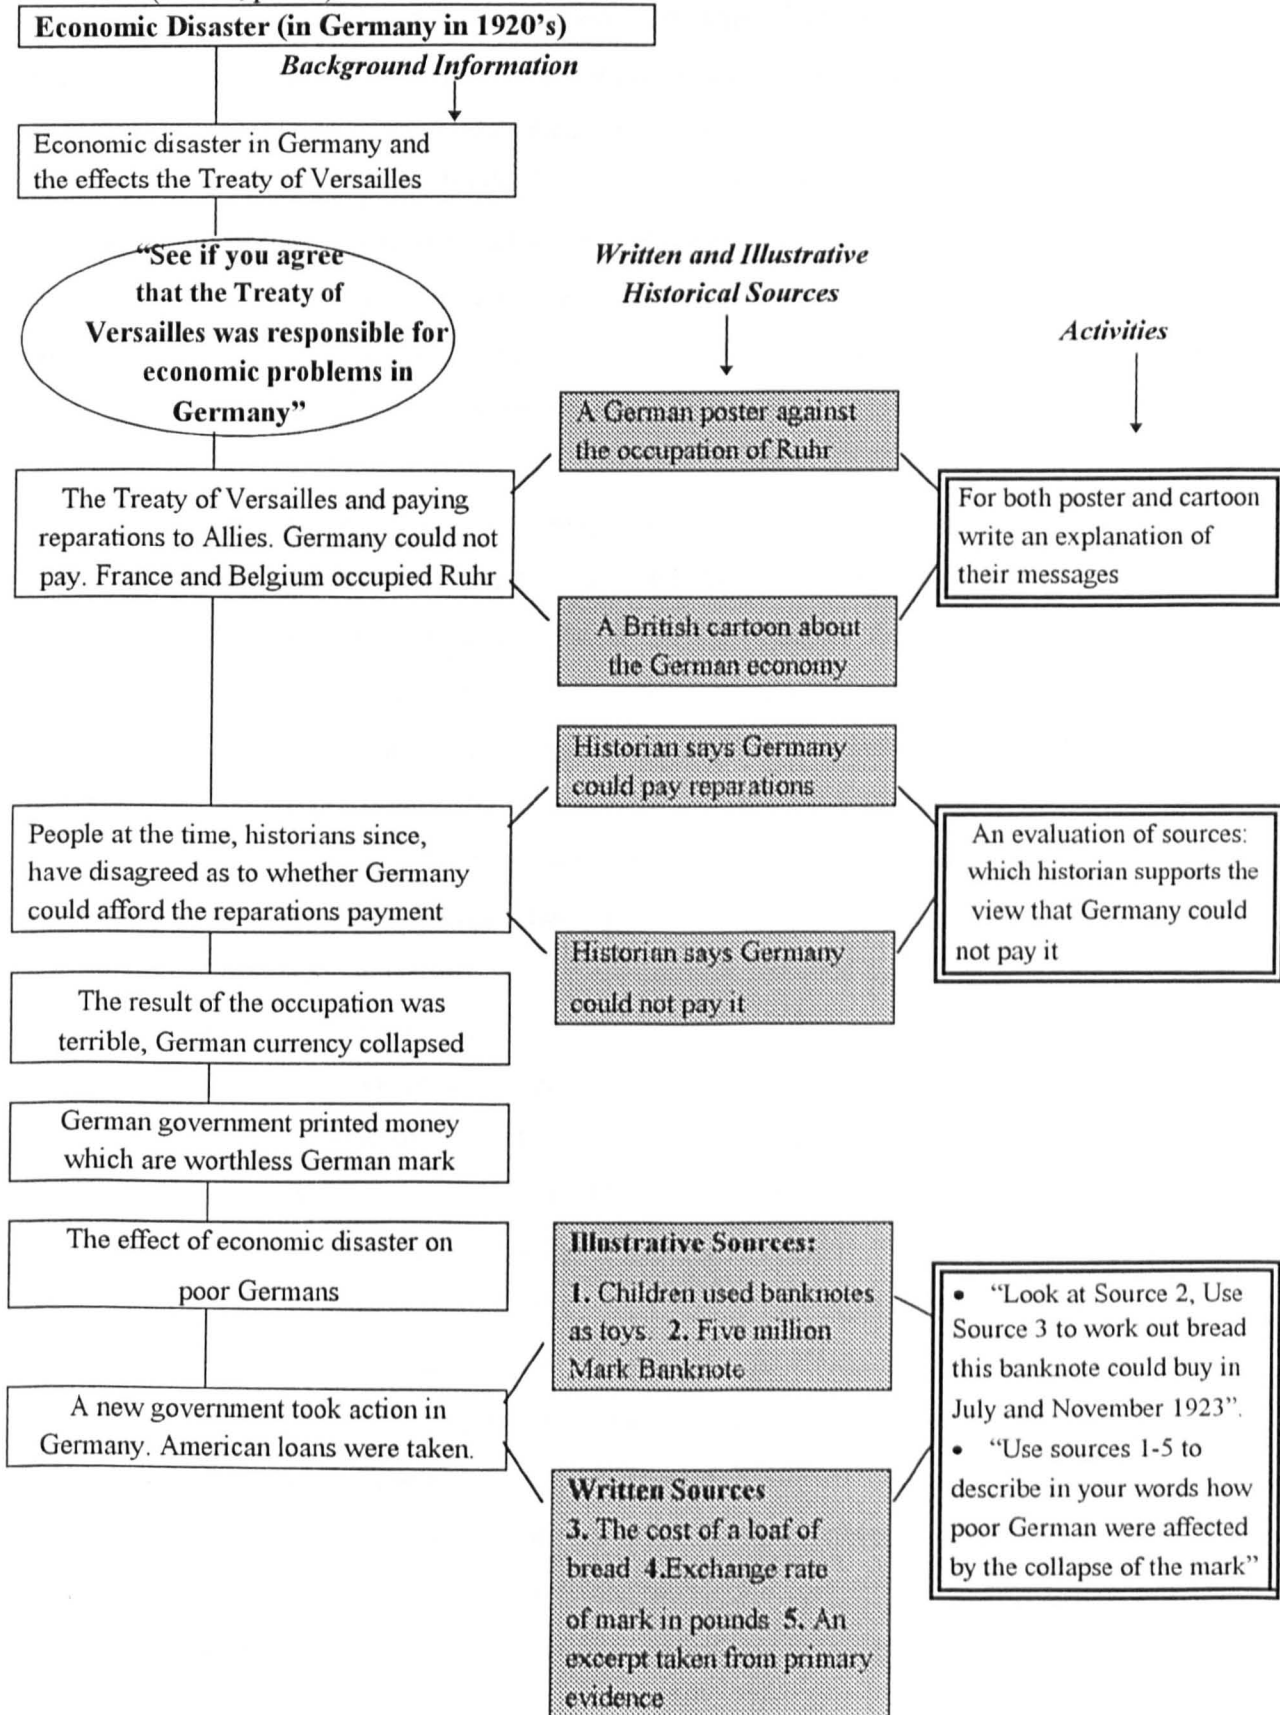 Economic Disaster (in Germany in 1920's)
Background Information
Economic disaster in Germany and
the effects the Treaty of Versailles
“See if you agree
that the Treaty of
Versailles was responsible for
economic problems in
Germany”
Written and Illustrative
Historical Sources
Activities
The Treaty of Versailles and paying
reparations to Allies. Germany could not
pay. France and Belgium occupied Ruhr
A German poster against
the occupation of Ruhr
A British cartoon about
the German economy
For both poster and cartoon
write an explanation of
their messages
People at the time, historians since,
have disagreed as to whether Germany
could afford the reparations payment
Historian says Germany
could pay reparations
Historian says Germany
could not pay it
An evaluation of sources:
which historian supports the
view that Germany could
not pay it
The result of the occupation was
terrible, German currency collapsed
German government printed money
which are worthless German mark
The effect of economic disaster on
poor Germans
A new government took action in
Germany. American loans were taken.
Illustrative Sources:
1. Children used banknotes
as toys. 2. Five million
Mark Banknote
Written Sources
3. The cost of a loaf of
bread 4.Exchange rate
of mark in pounds 5. An
excerpt taken from primary
evidence
• “Look at Source 2, Use
Source 3 to work out bread
this banknote could buy in
July and November 1923”.
• “Use sources 1-5 to
describe in your words how
poor German were affected
by the collapse of the mark”